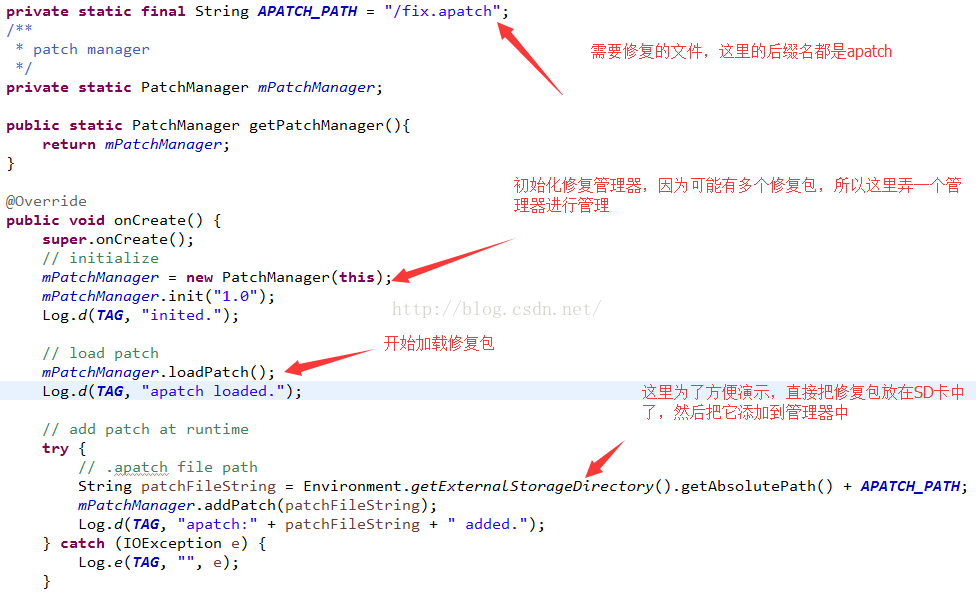 private static final String APATCH_PATH = "/fix.apatch";
/**
 * patch manager
 */
需要修复的文件，这里的后缀名都是apatch
private static PatchManager mPatchManager;
public static PatchManager getPatchManager(){
    return mPatchManager;
}
初始化修复管理器，因为可能有多个修复包，所以这里弄一个管
理器进行管理
@Override
public void onCreate() {
    super.onCreate();
    // initialize
    mPatchManager = new PatchManager(this);
    mPatchManager.init("1.0");
    Log.d(TAG, "inited.");
http://blog.csdn.net/
开始加载修复包
    // load patch
    mPatchManager.loadPatch();
    Log.d(TAG, "apatch loaded.");
这里为了方便演示，直接把修复包放在SD卡中
了，然后把它添加到管理器中
    // add patch at runtime
    try {
        // .apatch file path
        String patchFileString = Environment.getExternalStorageDirectory().getAbsolutePath() + APATCH_PATH;
        mPatchManager.addPatch(patchFileString);
        Log.d(TAG, "apatch:" + patchFileString + " added.");
    } catch (IOException e) {
        Log.e(TAG, "", e);
    }